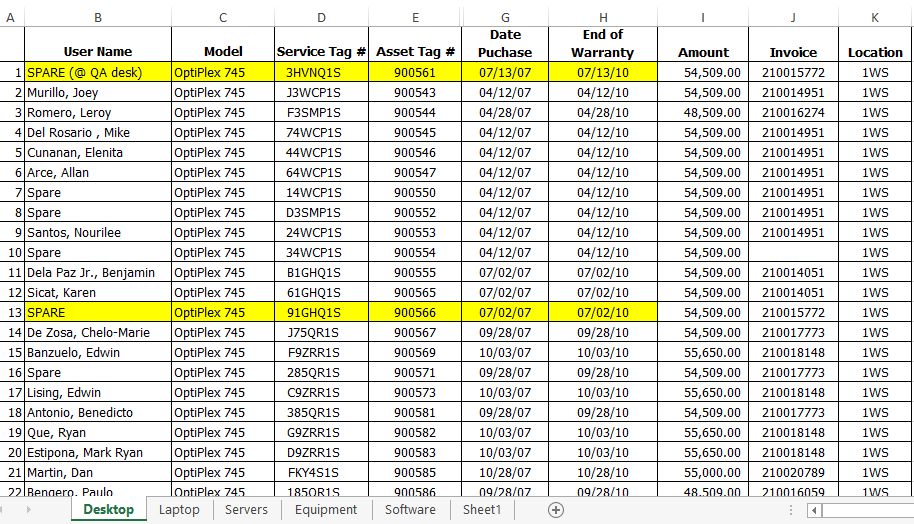 A B C D E G H I J K
User Name Model Service Tag # Asset Tag # Date Puchase End of Warranty Amount Invoice Location
1 SPARE (@ QA desk) OptiPlex 745 3HVNQ1S 900561 07/13/07 07/13/10 54,509.00 210015772 1WS
2 Murillo, Joey OptiPlex 745 J3WCP1S 900543 04/12/07 04/12/10 54,509.00 210014951 1WS
3 Romero, Leroy OptiPlex 745 F3SMP1S 900544 04/28/07 04/28/10 48,509.00 210016274 1WS
4 Del Rosario , Mike OptiPlex 745 74WCP1S 900545 04/12/07 04/12/10 54,509.00 210014951 1WS
5 Cunanan, Elenita OptiPlex 745 44WCP1S 900546 04/12/07 04/12/10 54,509.00 210014951 1WS
6 Arce, Allan OptiPlex 745 64WCP1S 900547 04/12/07 04/12/10 54,509.00 210014951 1WS
7 Spare OptiPlex 745 14WCP1S 900550 04/12/07 04/12/10 54,509.00 210014951 1WS
8 Spare OptiPlex 745 D3SMP1S 900552 04/12/07 04/12/10 54,509.00 210014951 1WS
9 Santos, Nourilee OptiPlex 745 24WCP1S 900553 04/12/07 04/12/10 54,509.00 210014951 1WS
10 Spare OptiPlex 745 34WCP1S 900554 04/12/07 04/12/10 54,509.00 1WS
11 Dela Paz Jr., Benjamin OptiPlex 745 B1GHQ1S 900555 07/02/07 07/02/10 54,509.00 210014051 1WS
12 Sicat, Karen OptiPlex 745 61GHQ1S 900565 07/02/07 07/02/10 54,509.00 210014051 1WS
13 SPARE OptiPlex 745 91GHQ1S 900566 07/02/07 07/02/10 54,509.00 210015772 1WS
14 De Zosa, Chelo-Marie OptiPlex 745 J75QR1S 900567 09/28/07 09/28/10 54,509.00 210017773 1WS
15 Banzuelo, Edwin OptiPlex 745 F9ZRR1S 900569 10/03/07 10/03/10 55,650.00 210018148 1WS
16 Spare OptiPlex 745 285QR1S 900571 09/28/07 09/28/10 54,509.00 210017773 1WS
17 Lising, Edwin OptiPlex 745 C9ZRR1S 900573 10/03/07 10/03/10 55,650.00 210018148 1WS
18 Antonio, Benedicto OptiPlex 745 385QR1S 900581 09/28/07 09/28/10 54,509.00 210017773 1WS
19 Que, Ryan OptiPlex 745 G9ZRR1S 900582 10/03/07 10/03/10 55,650.00 210018148 1WS
20 Estipona, Mark Ryan OptiPlex 745 D9ZRR1S 900583 10/03/07 10/03/10 55,650.00 210018148 1WS
21 Martin, Dan OptiPlex 745 FKY4S1S 900585 10/28/07 10/28/10 55,000.00 210020789 1WS
22 Bengero, Paulo OptiPlex 745 185QR1S 900586 09/28/07 09/28/10 48,509.00 210016059 1WS
Desktop Laptop Servers Equipment Software Sheet1